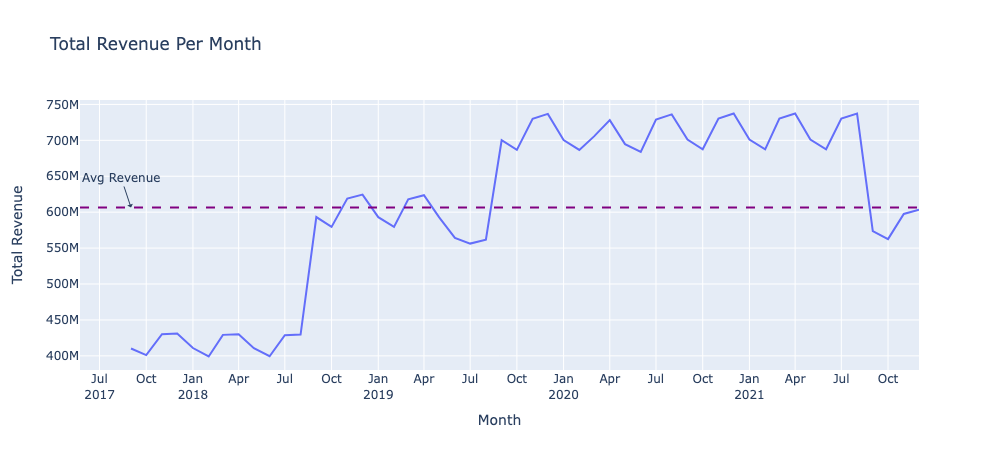 Total Revenue Per Month
750M
700M
650M
600M
550M
500M
450M
400M
Avg Revenue
Total Revenue
Jul Oct Jan Apr Jul Oct Jan Apr Jul Oct Jan Apr Jul Oct Jan Apr Jul Oct
2017 2018 2019 2020 2021
Month